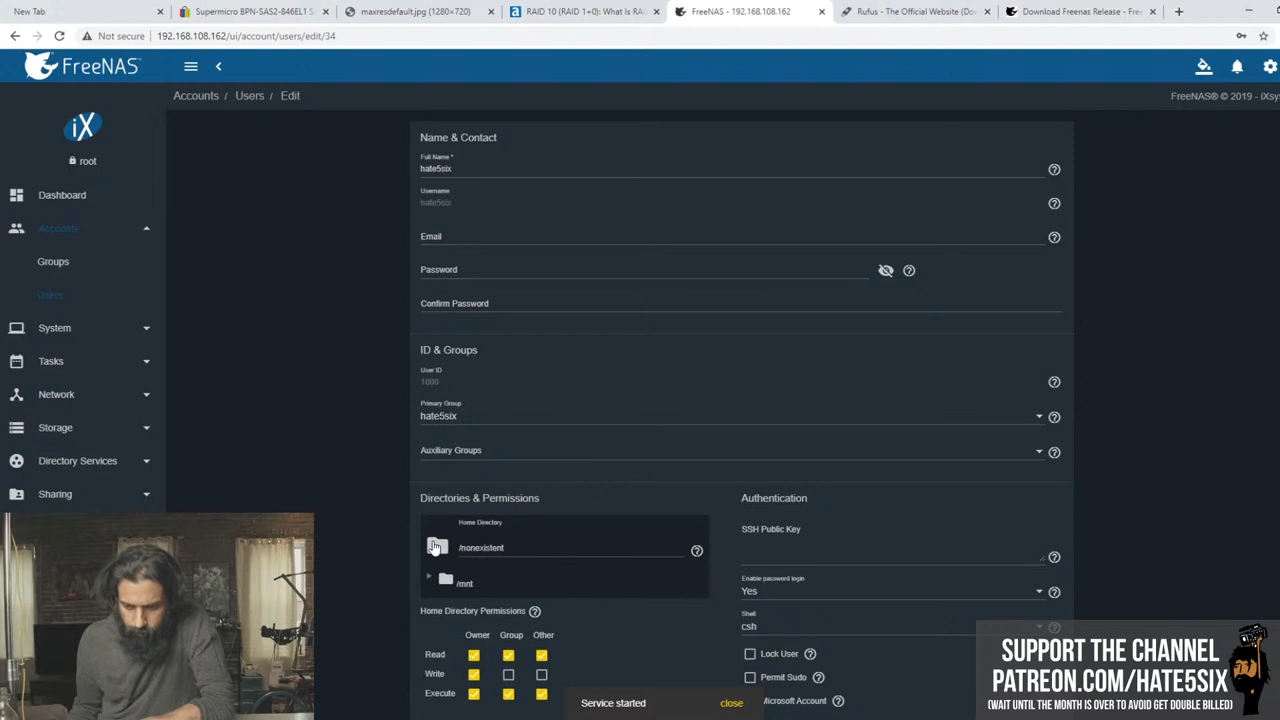 New Tab
Supermicro BPN-SAS2-846EL1
maxresdefault.jpg (1280×720)
RAID 10 (RAID 1+0): What Is RAI
FreeNAS - 192.168.108.162
Rufus - The Official Website (Do
Download Freenas Release - Fre
Not secure
192.168.108.162/ui/account/users/edit/34
FreeNAS
Accounts / Users / Edit
FreeNAS® © 2019 - iXsy
iX
root
Dashboard
Accounts
Groups
Users
System
Tasks
Network
Storage
Directory Services
Sharing
Name & Contact
Full Name *
hate5six
Username
hate5six
Email
Password
Confirm Password
ID & Groups
User ID
1000
Primary Group
hate5six
Auxiliary Groups
Directories & Permissions
Home Directory
/nonexistent
/mnt
Home Directory Permissions
Owner Group Other
Read
Write
Execute
Authentication
SSH Public Key
Enable password login
Yes
Shell
csh
Lock User
Permit Sudo
Microsoft Account
Service started
close
SUPPORT THE CHANNEL
PATREON.COM/HATE5SIX
(WAIT UNTIL THE MONTH IS OVER TO AVOID GET DOUBLE BILLED)